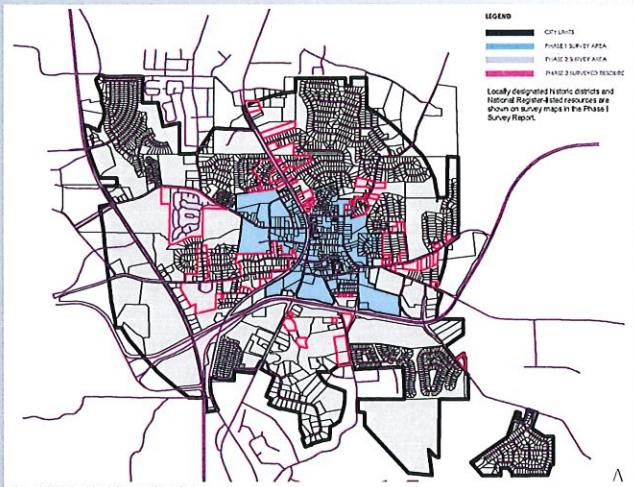 LEGEND
CITY LIMITS
PHASE 1 SURVEY AREA
PHASE 2 SURVEY AREA
PHASE 2 SURVEYED RESOURCE
Locally designated historic districts and
National Register-listed resources are
shown on survey maps in the Phase I
Survey Report.